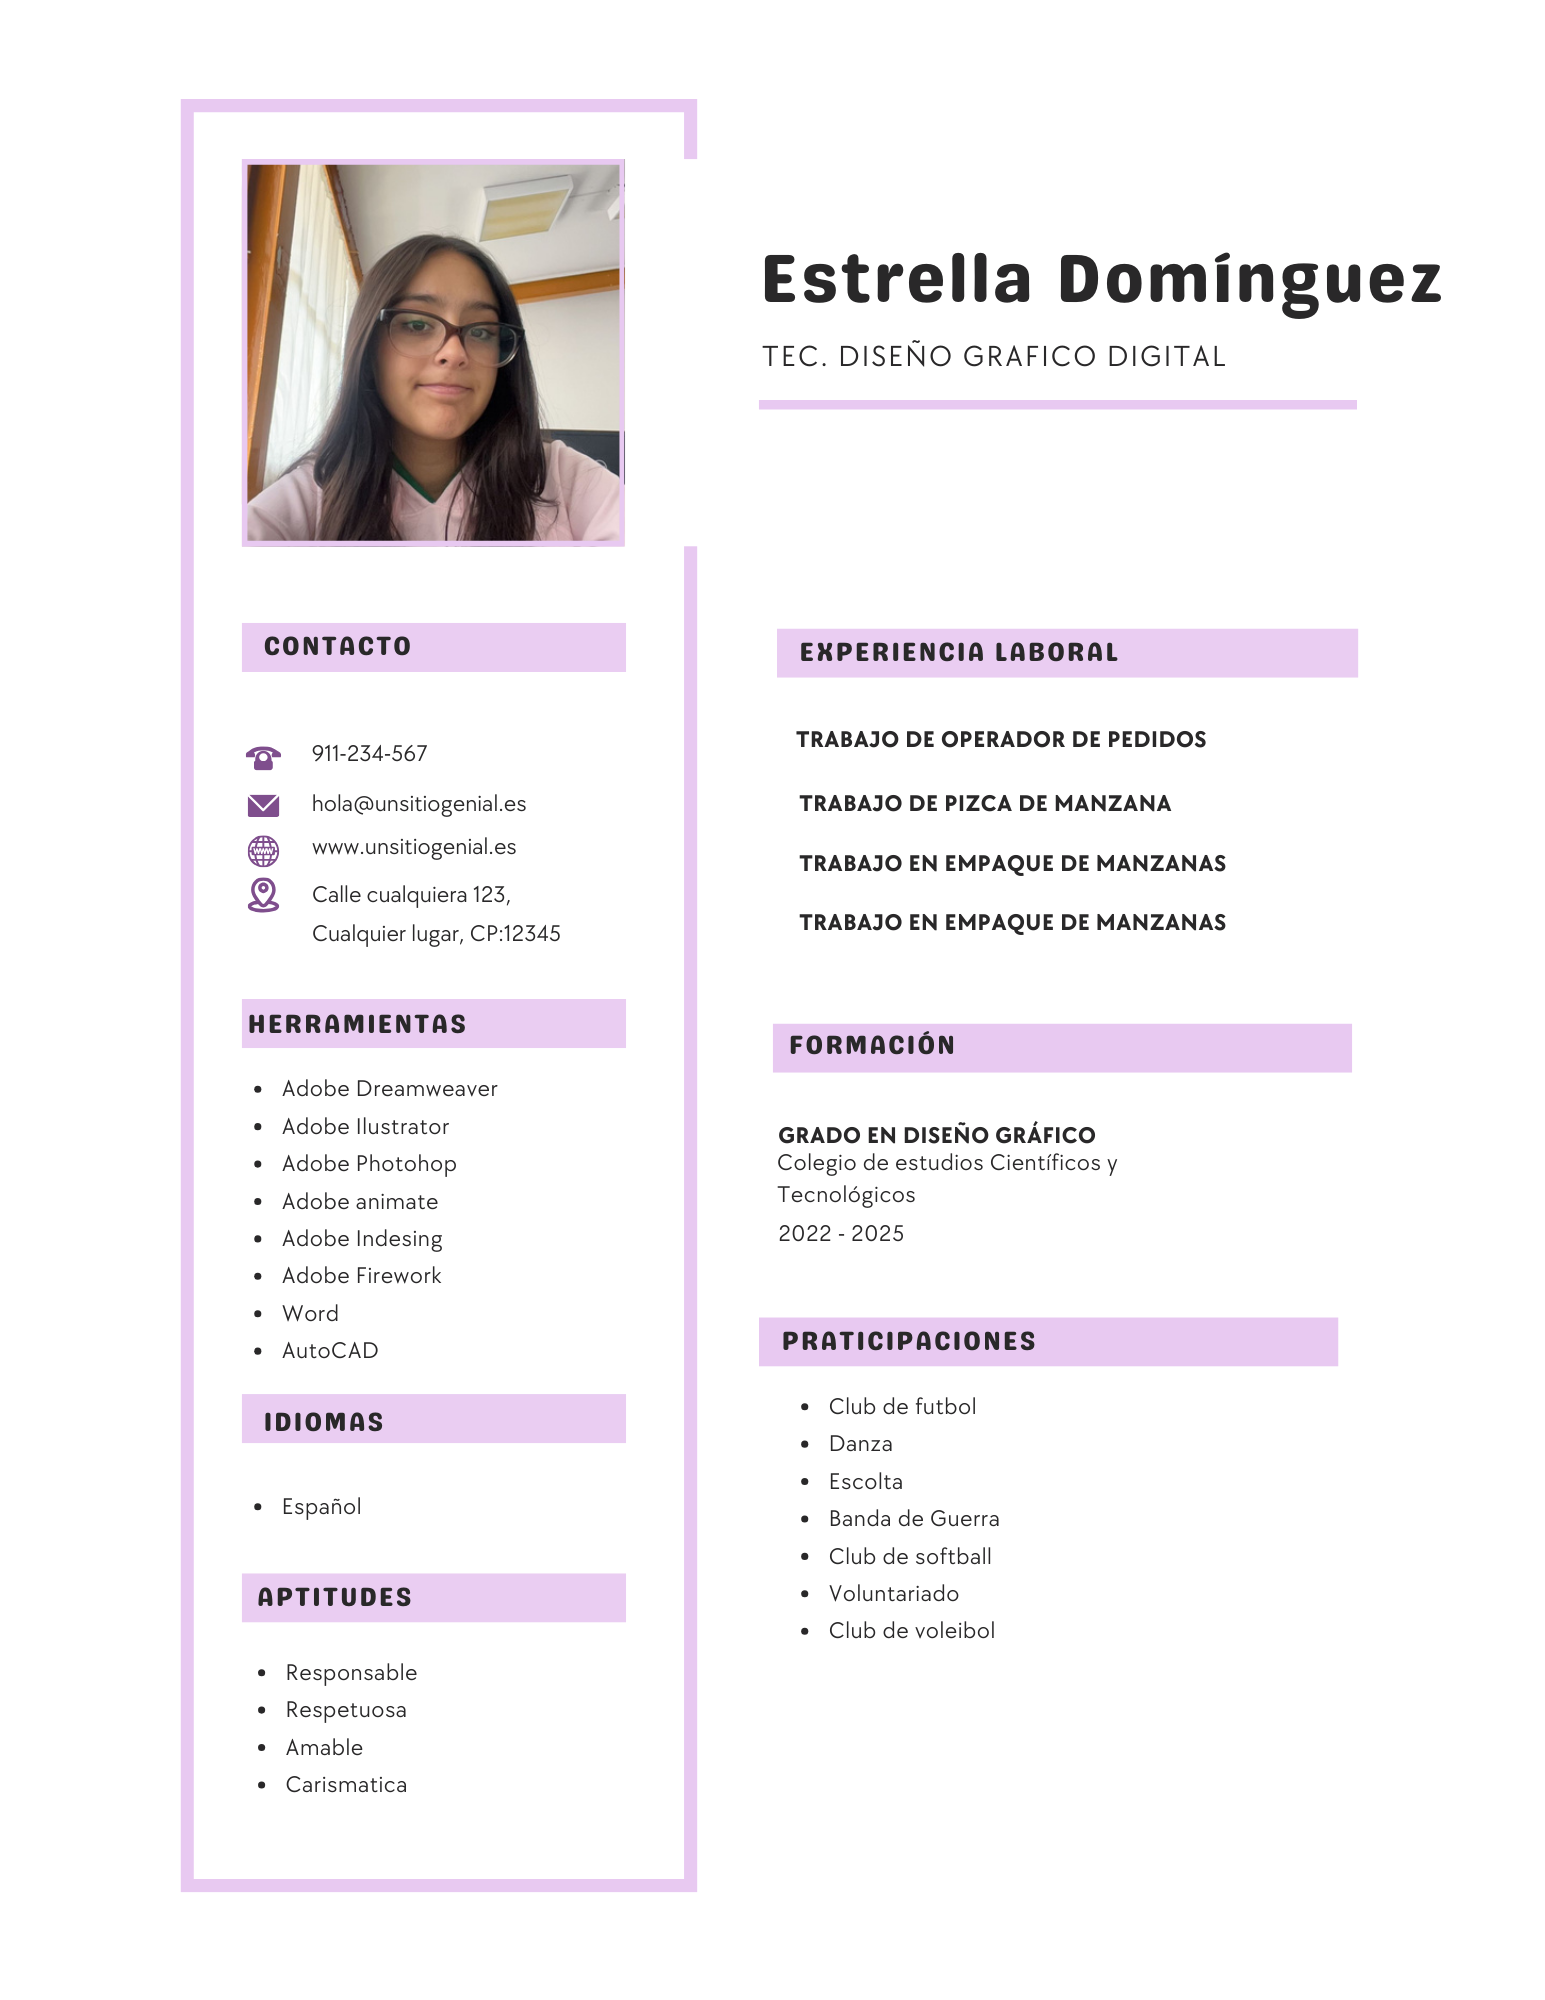 Estrella Domínguez
TEC. DISEÑO GRAFICO DIGITAL
CONTACTO
911-234-567
hola@unsitiogenial.es
www.unsitiogenial.es
Calle cualquiera 123,
Cualquier lugar, CP:12345
HERRAMIENTAS
Adobe Dreamweaver
Adobe Ilustrator
Adobe Photohop
Adobe animate
Adobe Indesing
Adobe Firework
Word
AutoCAD
IDIOMAS
Español
APTITUDES
Responsable
Respetuosa
Amable
Carismatica
EXPERIENCIA LABORAL
TRABAJO DE OPERADOR DE PEDIDOS
TRABAJO DE PIZCA DE MANZANA
TRABAJO EN EMPAQUE DE MANZANAS
TRABAJO EN EMPAQUE DE MANZANAS
FORMACIÓN
GRADO EN DISEÑO GRÁFICO
Colegio de estudios Científicos y
Tecnológicos
2022 - 2025
PRATICIPACIONES
Club de futbol
Danza
Escolta
Banda de Guerra
Club de softball
Voluntariado
Club de voleibol